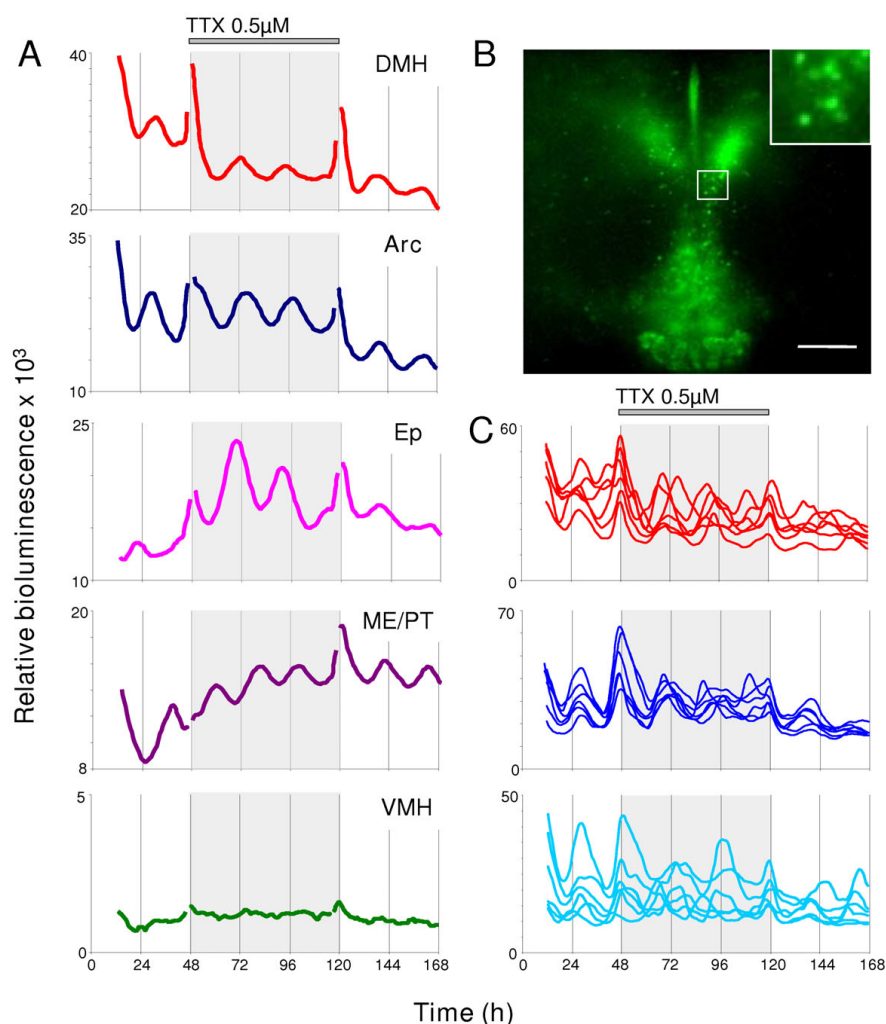 A
TTX 0.5µM
B
40
DMH
20
35
Arc
10
25
Ep
10
20
ME/PT
8
5
VMH
0
0 24 48 72 96 120 144 168
Relative bioluminescence x 10³
C
TTX 0.5µM
60
0
70
0
50
0
0 24 48 72 96 120 144 168
Time (h)